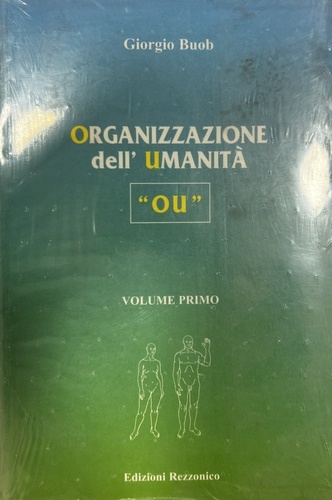 Giorgio Buob
ORGANIZZAZIONE
dell' UMANITÀ
"OU"
VOLUME PRIMO
Edizioni Rezzonico